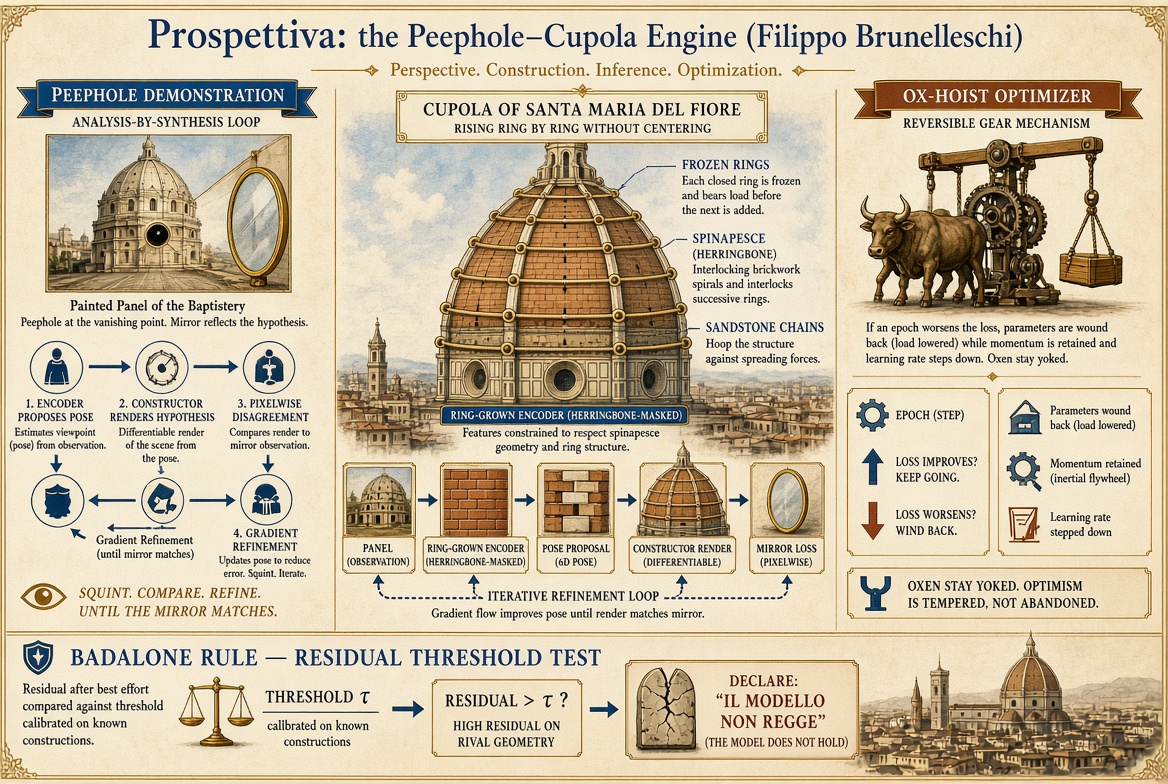 Prospettiva: the Peephole–Cupola Engine (Filippo Brunelleschi)
Perspective. Construction. Inference. Optimization.
PEEPHOLE DEMONSTRATION
ANALYSIS-BY-SYNTHESIS LOOP
Painted Panel of the Baptistery
Peephole at the vanishing point. Mirror reflects the hypothesis.
1. ENCODER
PROPOSES POSE
Estimates viewpoint
(pose) from observation.
2. CONSTRUCTOR
RENDERS HYPOTHESIS
Differentiable render
of the scene from
the pose.
3. PIXELWISE
DISAGREEMENT
Compares render to
mirror observation.
Gradient Refinement
(until mirror matches)
4. GRADIENT
REFINEMENT
Updates pose to reduce
error. Squint. Iterate.
SQUINT. COMPARE. REFINE.
UNTIL THE MIRROR MATCHES.
CUPOLA OF SANTA MARIA DEL FIORE
RISING RING BY RING WITHOUT CENTERING
FROZEN RINGS
Each closed ring is frozen
and bears load before
the next is added.
SPINAPESCE
(HERRINGBONE)
Interlocking brickwork
spirals and interlocks
successive rings.
SANDSTONE CHAINS
Hoop the structure
against spreading forces.
RING-GROWN ENCODER (HERRINGBONE-MASKED)
Features constrained to respect spinapesce
geometry and ring structure.
PANEL
(OBSERVATION)
RING-GROWN ENCODER
(HERRINGBONE-MASKED)
POSE PROPOSAL
(6D POSE)
CONSTRUCTOR RENDER
(DIFFERENTIABLE)
MIRROR LOSS
(PIXELWISE)
ITERATIVE REFINEMENT LOOP
Gradient flow improves pose until render matches mirror.
OX-HOIST OPTIMIZER
REVERSIBLE GEAR MECHANISM
If an epoch worsens the loss, parameters are wound
back (load lowered) while momentum is retained and
learning rate steps down. Oxen stay yoked.
EPOCH (STEP)
LOSS IMPROVES?
KEEP GOING.
LOSS WORSENS?
WIND BACK.
Parameters wound
back (load lowered)
Momentum retained
(inertial flywheel)
Learning rate
stepped down
OXEN STAY YOKED. OPTIMISM
IS TEMPERED, NOT ABANDONED.
BADALONE RULE — RESIDUAL THRESHOLD TEST
Residual after best effort
compared against threshold
calibrated on known
constructions.
THRESHOLD τ
calibrated on known
constructions
RESIDUAL > τ ?
HIGH RESIDUAL ON
RIVAL GEOMETRY
DECLARE:
“IL MODELLO
NON REGGE”
(THE MODEL DOES NOT HOLD)